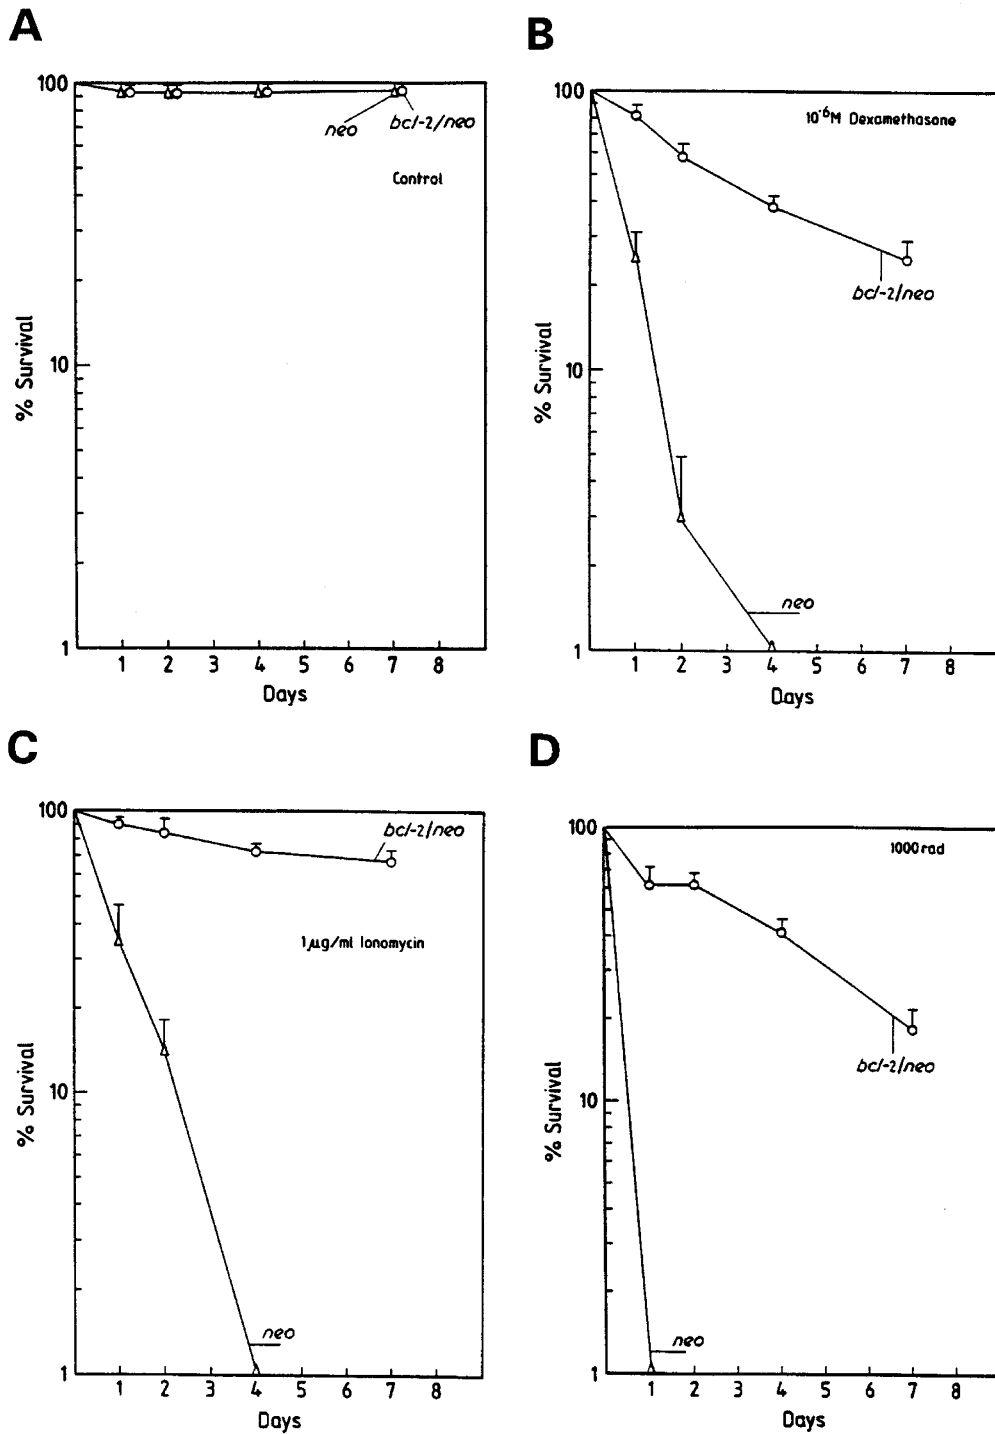 A
100
10
1
% Survival
neo
bcl-2/neo
Control
1 2 3 4 5 6 7 8
Days
B
100
10
1
% Survival
10⁻⁶M Dexamethasone
bcl-2/neo
neo
1 2 3 4 5 6 7 8
Days
C
100
10
1
% Survival
bcl-2/neo
1 µg/ml Ionomycin
neo
1 2 3 4 5 6 7 8
Days
D
100
10
1
% Survival
1000 rad
bcl-2/neo
neo
1 2 3 4 5 6 7 8
Days